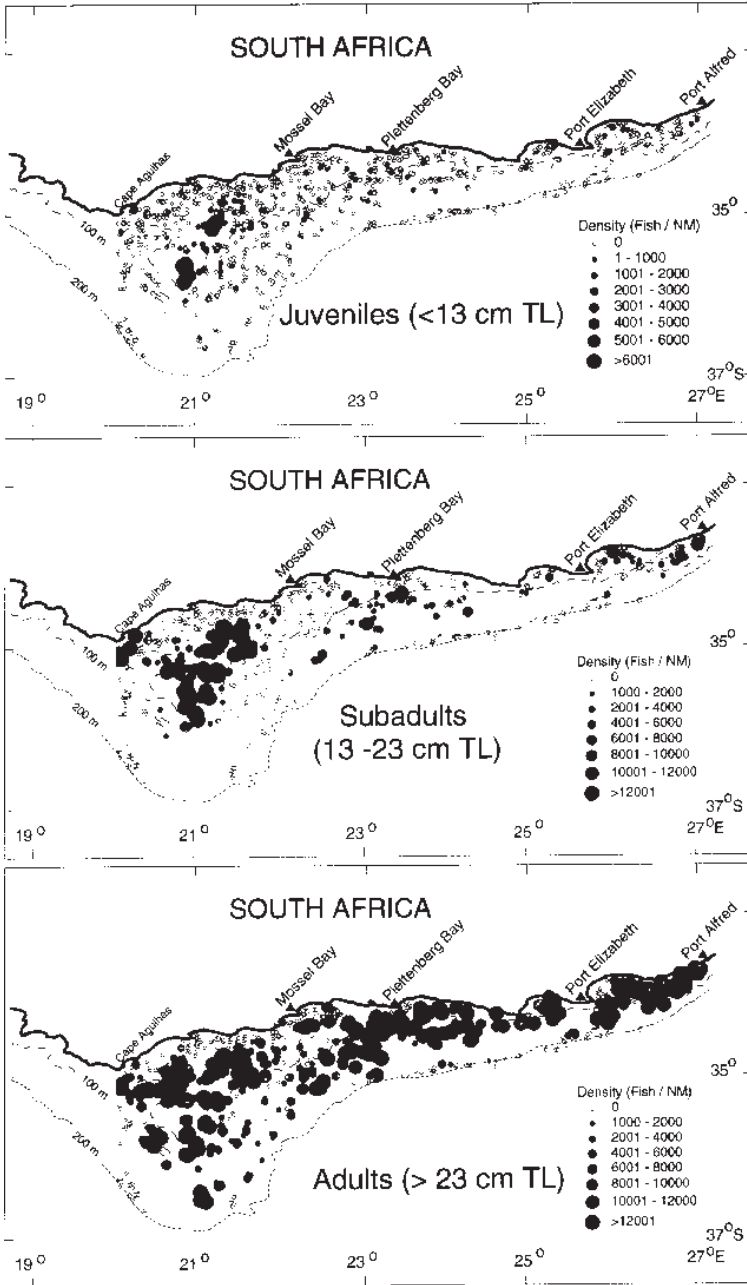 SOUTH AFRICA
Cape Agulhas
Mossel Bay
Plettenberg Bay
Port Elizabeth
Port Alfred
100 m
200 m
35°
Density (Fish / NM)
0
1 - 1000
1001 - 2000
2001 - 3000
3001 - 4000
4001 - 5000
5001 - 6000
>6001
Juveniles (<13 cm TL)
37°S
19° 21° 23° 25° 27°E
SOUTH AFRICA
Cape Agulhas
Mossel Bay
Plettenberg Bay
Port Elizabeth
Port Alfred
100 m
200 m
35°
Density (Fish / NM)
0
1000 - 2000
2001 - 4000
4001 - 6000
6001 - 8000
8001 - 10000
10001 - 12000
>12001
Subadults
(13 -23 cm TL)
37°S
19° 21° 23° 25° 27°E
SOUTH AFRICA
Cape Agulhas
Mossel Bay
Plettenberg Bay
Port Elizabeth
Port Alfred
100 m
200 m
35°
Density (Fish / NM)
0
1000 - 2000
2001 - 4000
4001 - 6000
6001 - 8000
8001 - 10000
10001 - 12000
>12001
Adults (> 23 cm TL)
37°S
19° 21° 23° 25° 27°E